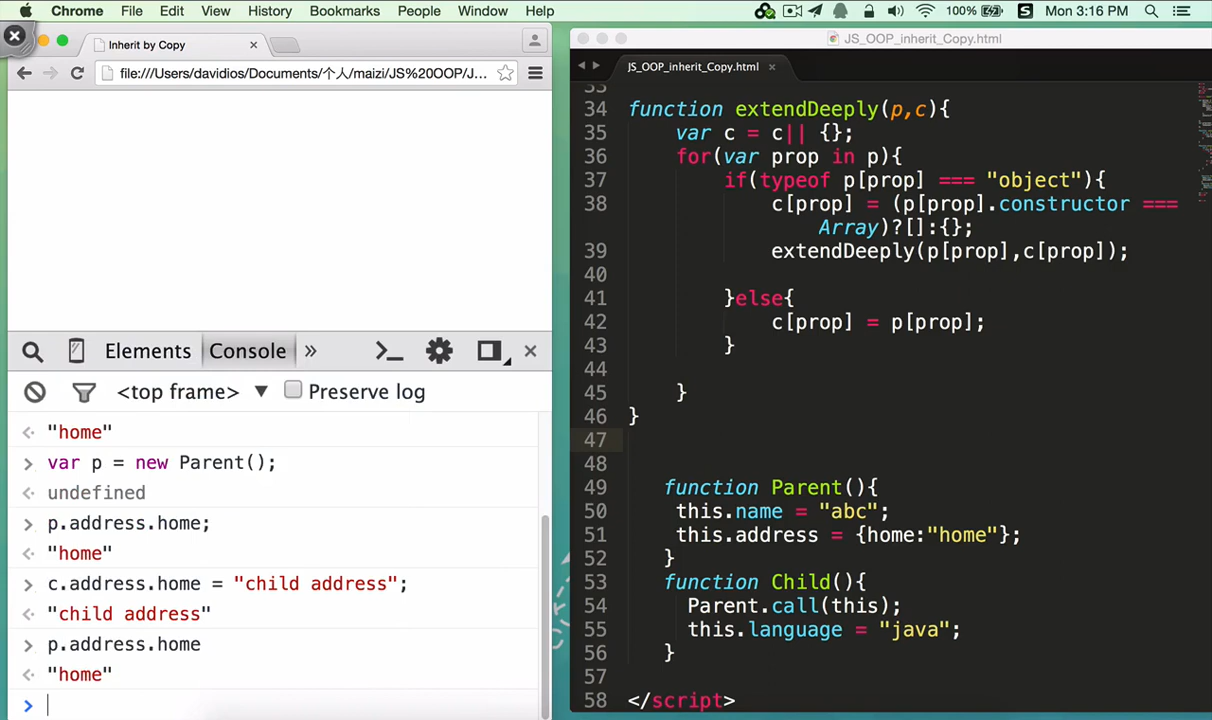 Chrome File Edit View History Bookmarks People Window Help 100% Mon 3:16 PM
Inherit by Copy
file:///Users/davidios/Documents/个人/maizi/JS%20OOP/J...
Elements Console »
<top frame> ▼ Preserve log
"home"
> var p = new Parent();
undefined
> p.address.home;
"home"
> c.address.home = "child address";
"child address"
> p.address.home
"home"
>
JS_OOP_inherit_Copy.html
JS_OOP_inherit_Copy.html
33
34 function extendDeeply(p,c){
35 var c = c|| {};
36 for(var prop in p){
37 if(typeof p[prop] === "object"){
38 c[prop] = (p[prop].constructor ===
Array)?[]:{};
39 extendDeeply(p[prop],c[prop]);
40
41 }else{
42 c[prop] = p[prop];
43 }
44
45 }
46 }
47
48
49 function Parent(){
50 this.name = "abc";
51 this.address = {home:"home"};
52 }
53 function Child(){
54 Parent.call(this);
55 this.language = "java";
56 }
57
58 </script>